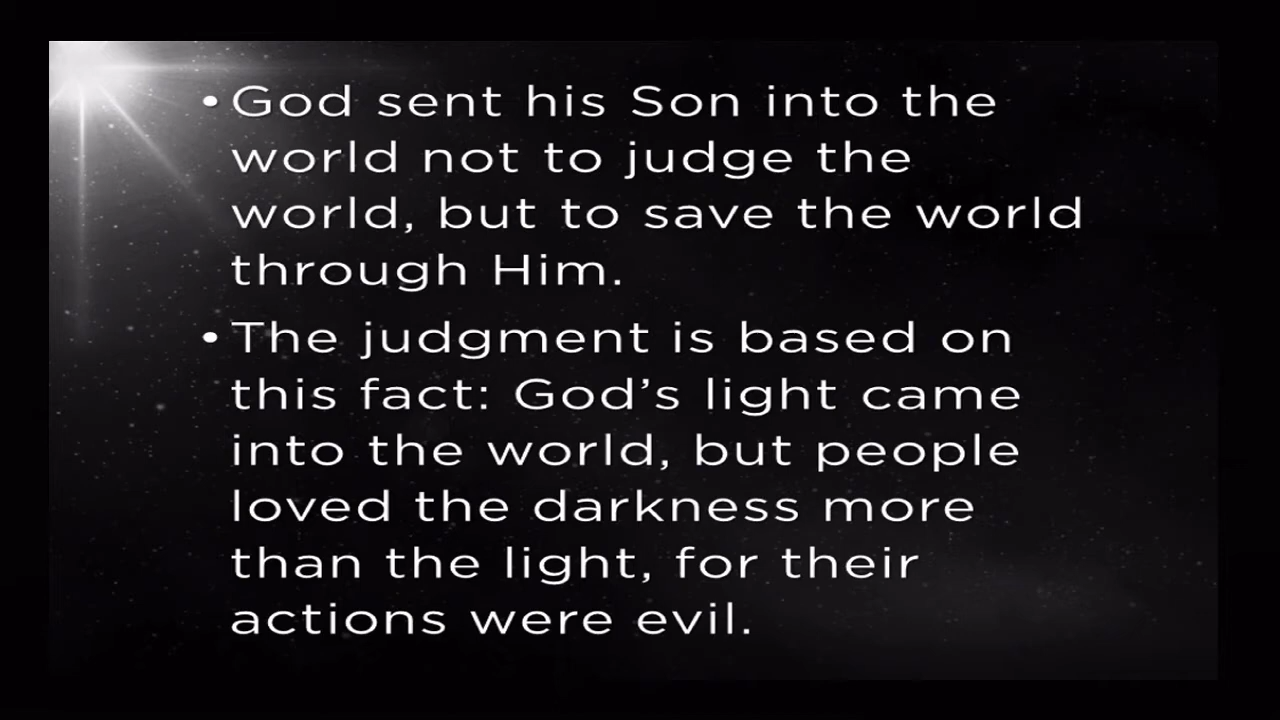 • God sent his Son into the
world not to judge the
world, but to save the world
through Him.
• The judgment is based on
this fact: God’s light came
into the world, but people
loved the darkness more
than the light, for their
actions were evil.